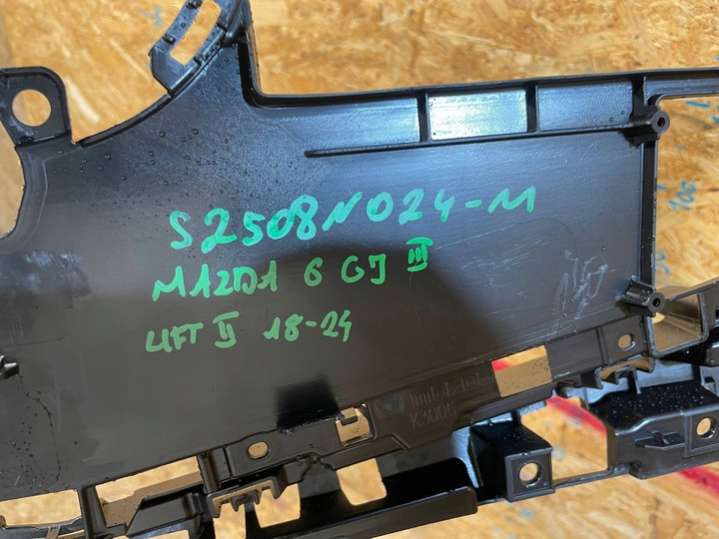 S2508N024-M
MAZDA 6 GJ III
LIFT II 18-24